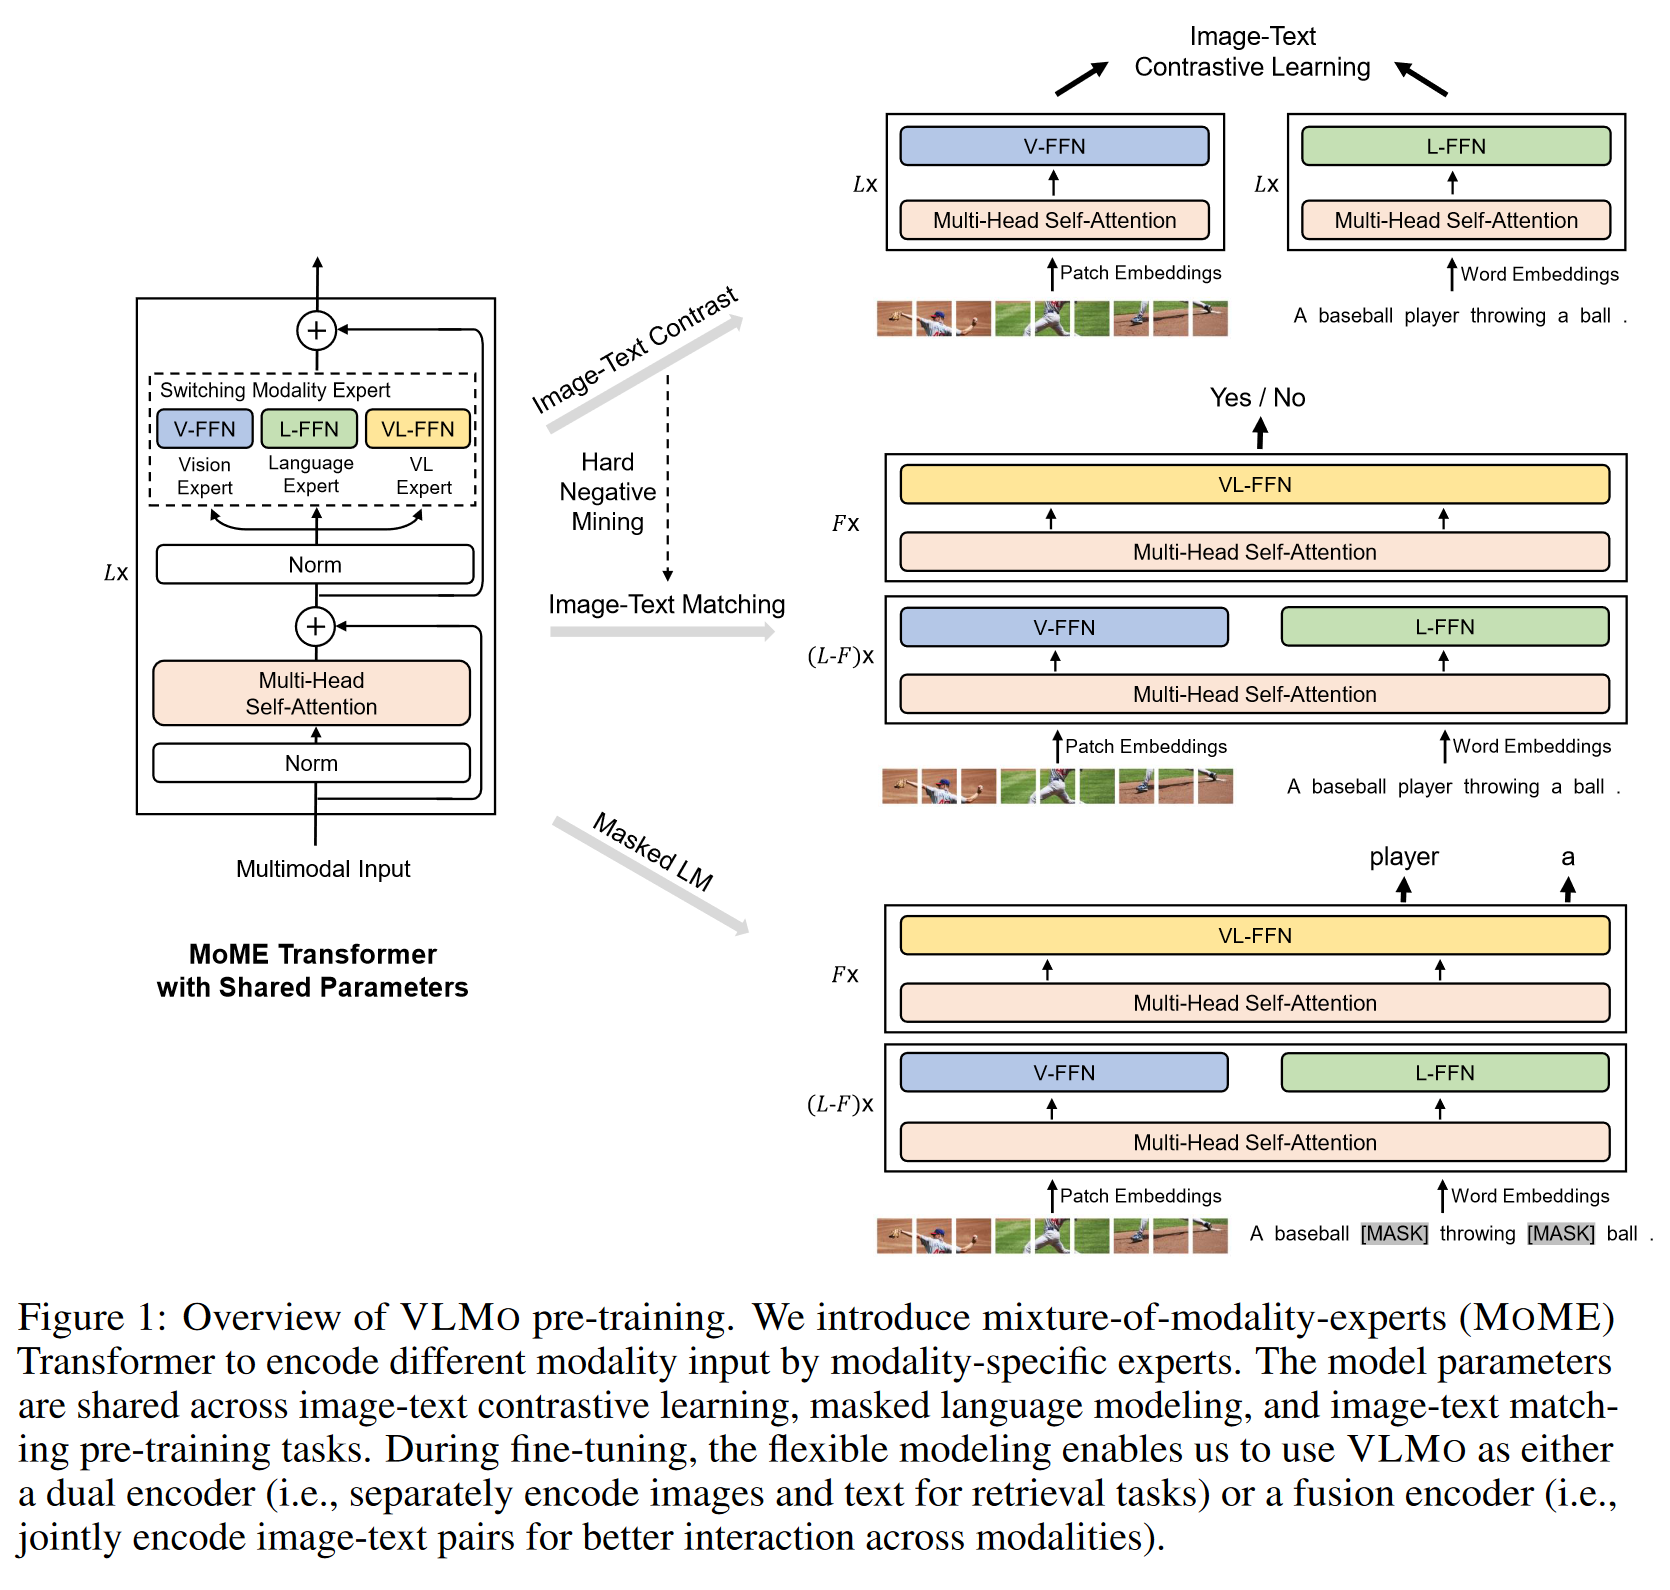 Image-Text
Contrastive Learning
V-FFN
L-FFN
Lx
Lx
Multi-Head Self-Attention
Multi-Head Self-Attention
Patch Embeddings
Word Embeddings
A baseball player throwing a ball .
Switching Modality Expert
V-FFN
L-FFN
VL-FFN
Vision
Expert
Language
Expert
VL
Expert
Norm
Lx
Multi-Head
Self-Attention
Norm
Multimodal Input
MoME Transformer
with Shared Parameters
Image-Text Contrast
Hard
Negative
Mining
Image-Text Matching
Masked LM
Yes / No
VL-FFN
Fx
Multi-Head Self-Attention
V-FFN
L-FFN
(L-F)x
Multi-Head Self-Attention
Patch Embeddings
Word Embeddings
A baseball player throwing a ball .
player
a
VL-FFN
Fx
Multi-Head Self-Attention
V-FFN
L-FFN
(L-F)x
Multi-Head Self-Attention
Patch Embeddings
Word Embeddings
A baseball [MASK] throwing [MASK] ball .
Figure 1: Overview of VLMO pre-training. We introduce mixture-of-modality-experts (MOME)
Transformer to encode different modality input by modality-specific experts. The model parameters
are shared across image-text contrastive learning, masked language modeling, and image-text match-
ing pre-training tasks. During fine-tuning, the flexible modeling enables us to use VLMO as either
a dual encoder (i.e., separately encode images and text for retrieval tasks) or a fusion encoder (i.e.,
jointly encode image-text pairs for better interaction across modalities).